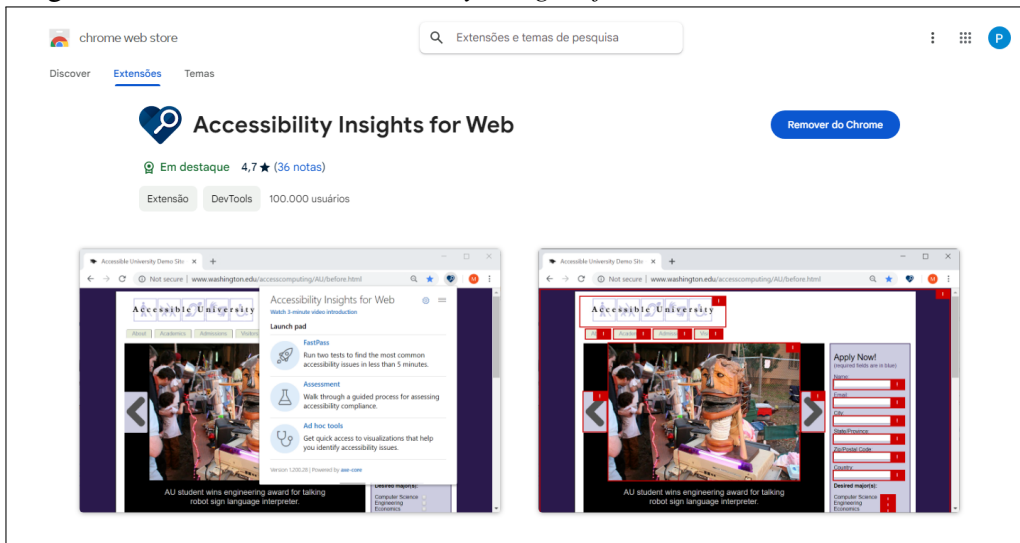 chrome web store
Extensões e temas de pesquisa
P
Discover
Extensões
Temas
Accessibility Insights for Web
Remover do Chrome
Em destaque 4,7 ★ (36 notas)
Extensão
DevTools
100.000 usuários
Accessible University Demo Site
Not secure | www.washington.edu/accesscomputing/AU/before.html
M
Accessible University
About
Academics
Admissions
Accessibility Insights for Web
Watch 3-minute video introduction
Launch pad
FastPass
Run two tests to find the most common
accessibility issues in less than 5 minutes.
Assessment
Walk through a guided process for assessing
accessibility compliance.
Ad hoc tools
Get quick access to visualizations that help
you identify accessibility issues.
Powered by axe-core
AU student wins engineering award for talking
robot sign language interpreter.
Desired major(s):
Computer Science
Engineering
Economics
Accessible University Demo Site
Not secure | www.washington.edu/accesscomputing/AU/before.html
M
Accessible University
Apply Now!
(required fields are in blue)
Name:
Email:
City:
State/Province:
Zip/Postal Code:
Country:
Desired major(s):
Computer Science
Engineering
Economics
AU student wins engineering award for talking
robot sign language interpreter.